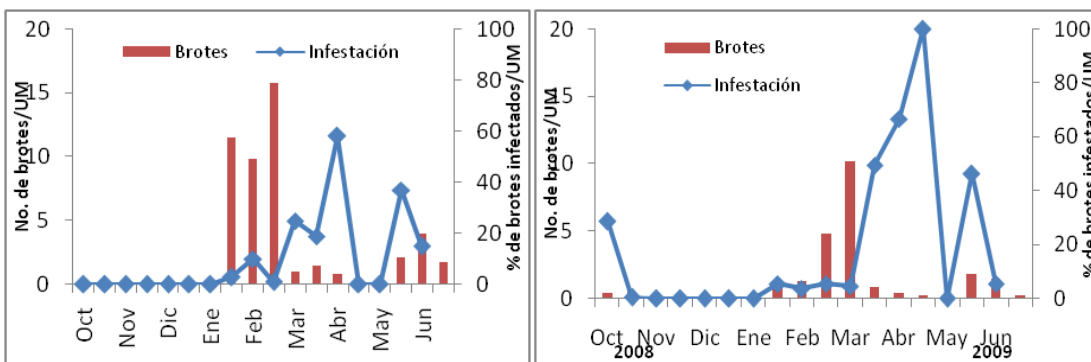 Brotes
Infestación
No. de brotes/UM
20
15
10
5
0
100
80
60
40
20
0
% de brotes infectados/UM
Oct
Nov
Dic
Ene
Feb
Mar
Abr
May
Jun
Brotes
Infestación
No. de brotes/UM
20
15
10
5
0
100
80
60
40
20
0
% de brotes infestados/UM
Oct
Nov
Dic
Ene
Feb
Mar
Abr
May
Jun
2008
2009